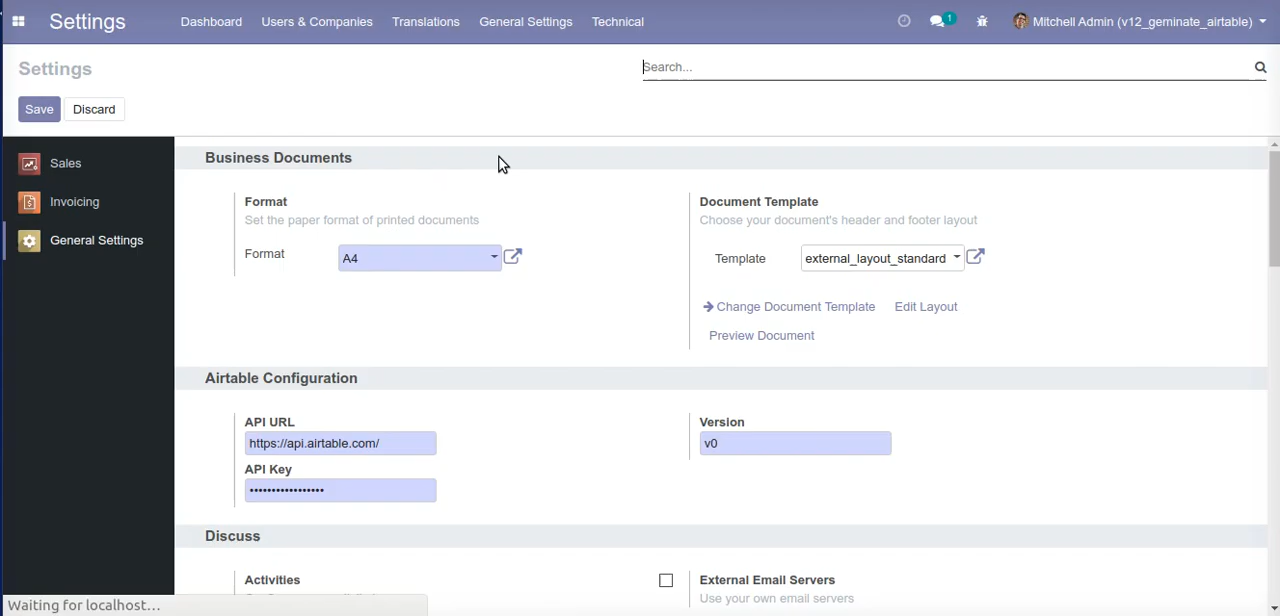 Settings Dashboard Users & Companies Translations General Settings Technical 1 Mitchell Admin (v12_geminate_airtable)
Settings Search...
Save Discard
Sales
Invoicing
General Settings
Business Documents
Format
Set the paper format of printed documents
Format A4
Document Template
Choose your document's header and footer layout
Template external_layout_standard
Change Document Template Edit Layout
Preview Document
Airtable Configuration
API URL
https://api.airtable.com/
API Key
•••••••••••••••••
Version
v0
Discuss
Activities
External Email Servers
Use your own email servers
Waiting for localhost...